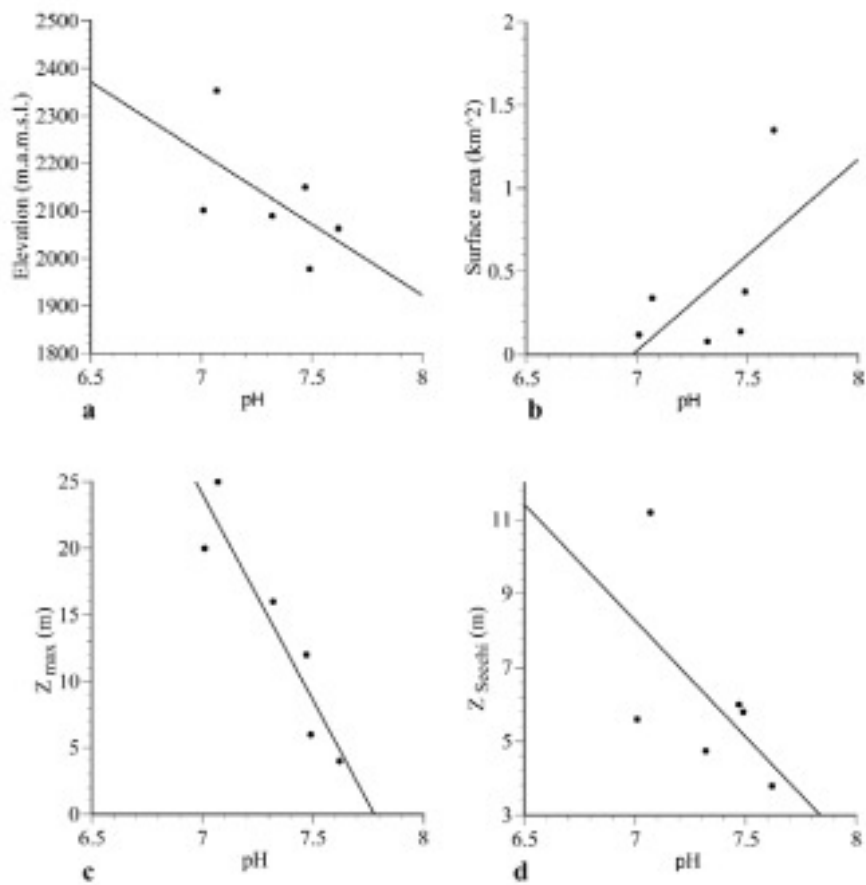 Elevation (m.a.m.s.l.)
2500
2400
2300
2200
2100
2000
1900
1800
6.5 7 7.5 8
pH
a
Surface area (km^2)
2
1.5
1
0.5
0
6.5 7 7.5 8
pH
b
Z max (m)
25
20
15
10
5
0
6.5 7 7.5 8
pH
c
Z Secchi (m)
11
9
7
5
3
6.5 7 7.5 8
pH
d